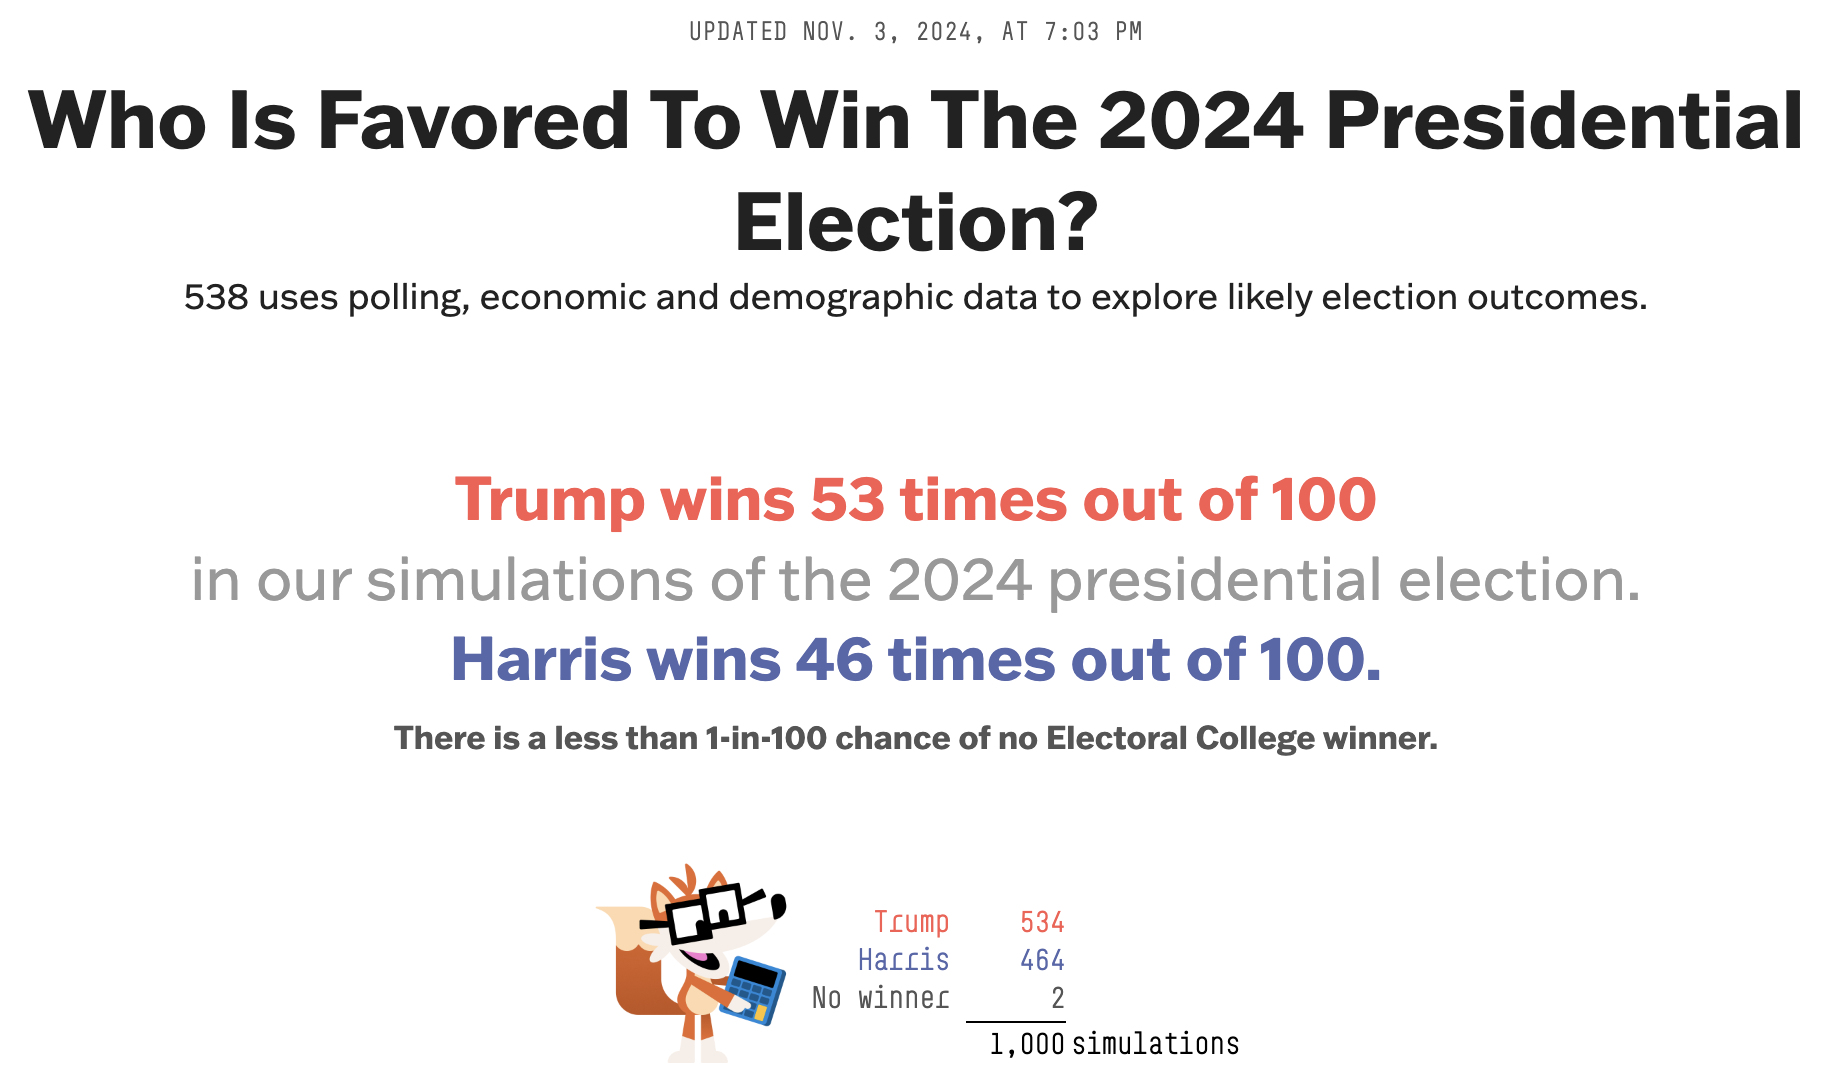 UPDATED NOV. 3, 2024, AT 7:03 PM
Who Is Favored To Win The 2024 Presidential
Election?
538 uses polling, economic and demographic data to explore likely election outcomes.
Trump wins 53 times out of 100
in our simulations of the 2024 presidential election.
Harris wins 46 times out of 100.
There is a less than 1-in-100 chance of no Electoral College winner.
Trump 534
Harris 464
No winner 2
1,000 simulations